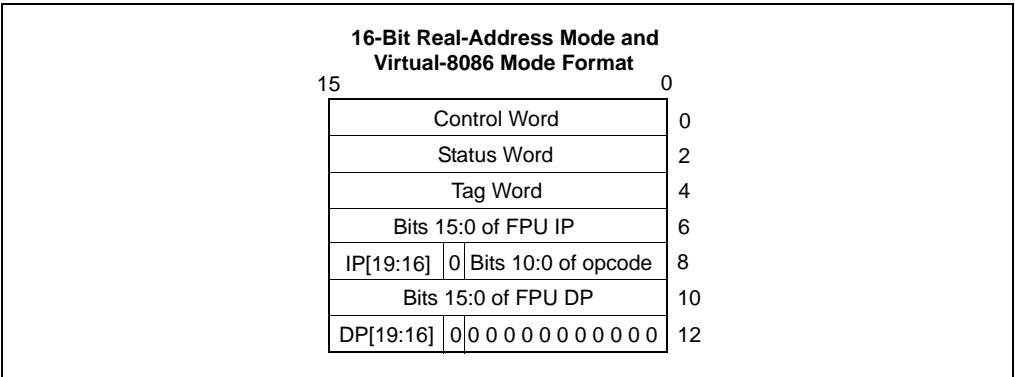 16-Bit Real-Address Mode and
Virtual-8086 Mode Format
15 0
Control Word 0
Status Word 2
Tag Word 4
Bits 15:0 of FPU IP 6
IP[19:16] 0 Bits 10:0 of opcode 8
Bits 15:0 of FPU DP 10
DP[19:16] 0 0 0 0 0 0 0 0 0 0 0 0 12